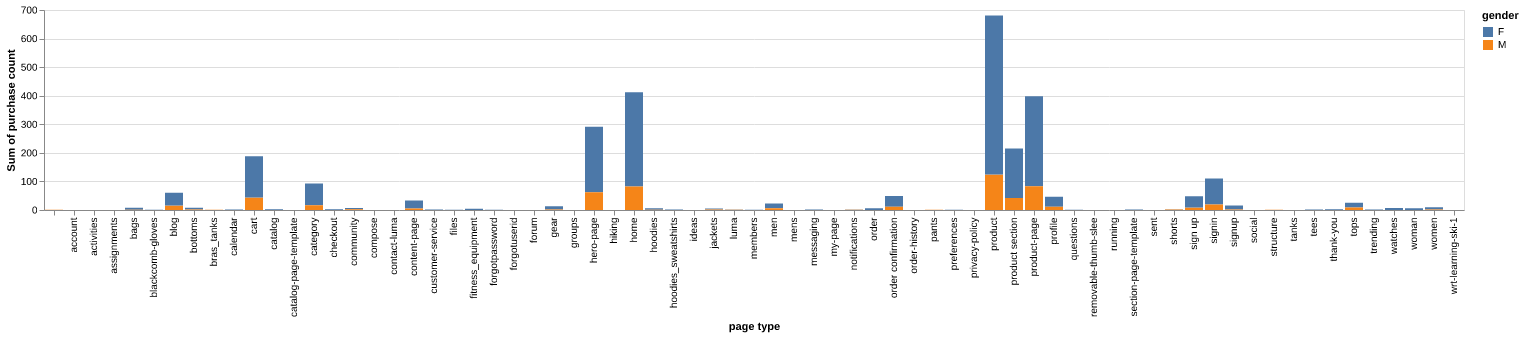 Sum of purchase count
700
600
500
400
300
200
100
0
account
activities
assignments
bags
blackcomb-gloves
blog
bottoms
bras_tanks
calendar
cart
catalog
catalog-page-template
category
checkout
community
compose
contact-luma
content-page
customer-service
files
fitness_equipment
forgotpassword
forgotuserid
forum
gear
groups
hero-page
hiking
home
hoodies
hoodies_sweatshirts
ideas
jackets
luma
members
men
mens
messaging
my-page
notifications
order
order confirmation
order-history
pants
preferences
privacy-policy
product
product section
product-page
profile
questions
removable-thumb-slee
running
section-page-template
sent
shorts
sign up
signin
signup
social
structure
tanks
tees
thank-you
tops
trending
watches
woman
women
wrt-learning-ski-1
page type
gender
F
M